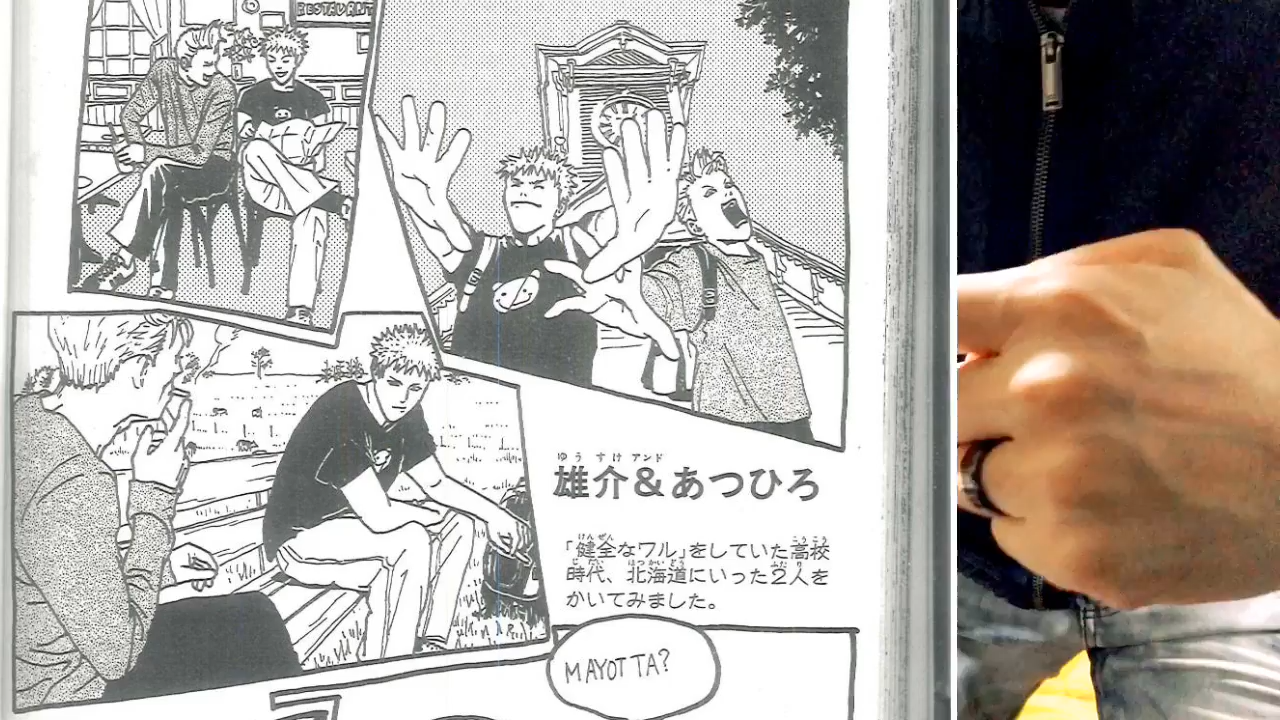 RESTAURANT
雄介&あつひろ
「健全なワル」をしていた高校
時代、北海道にいった2人を
かいてみました。
MAYOTTA?